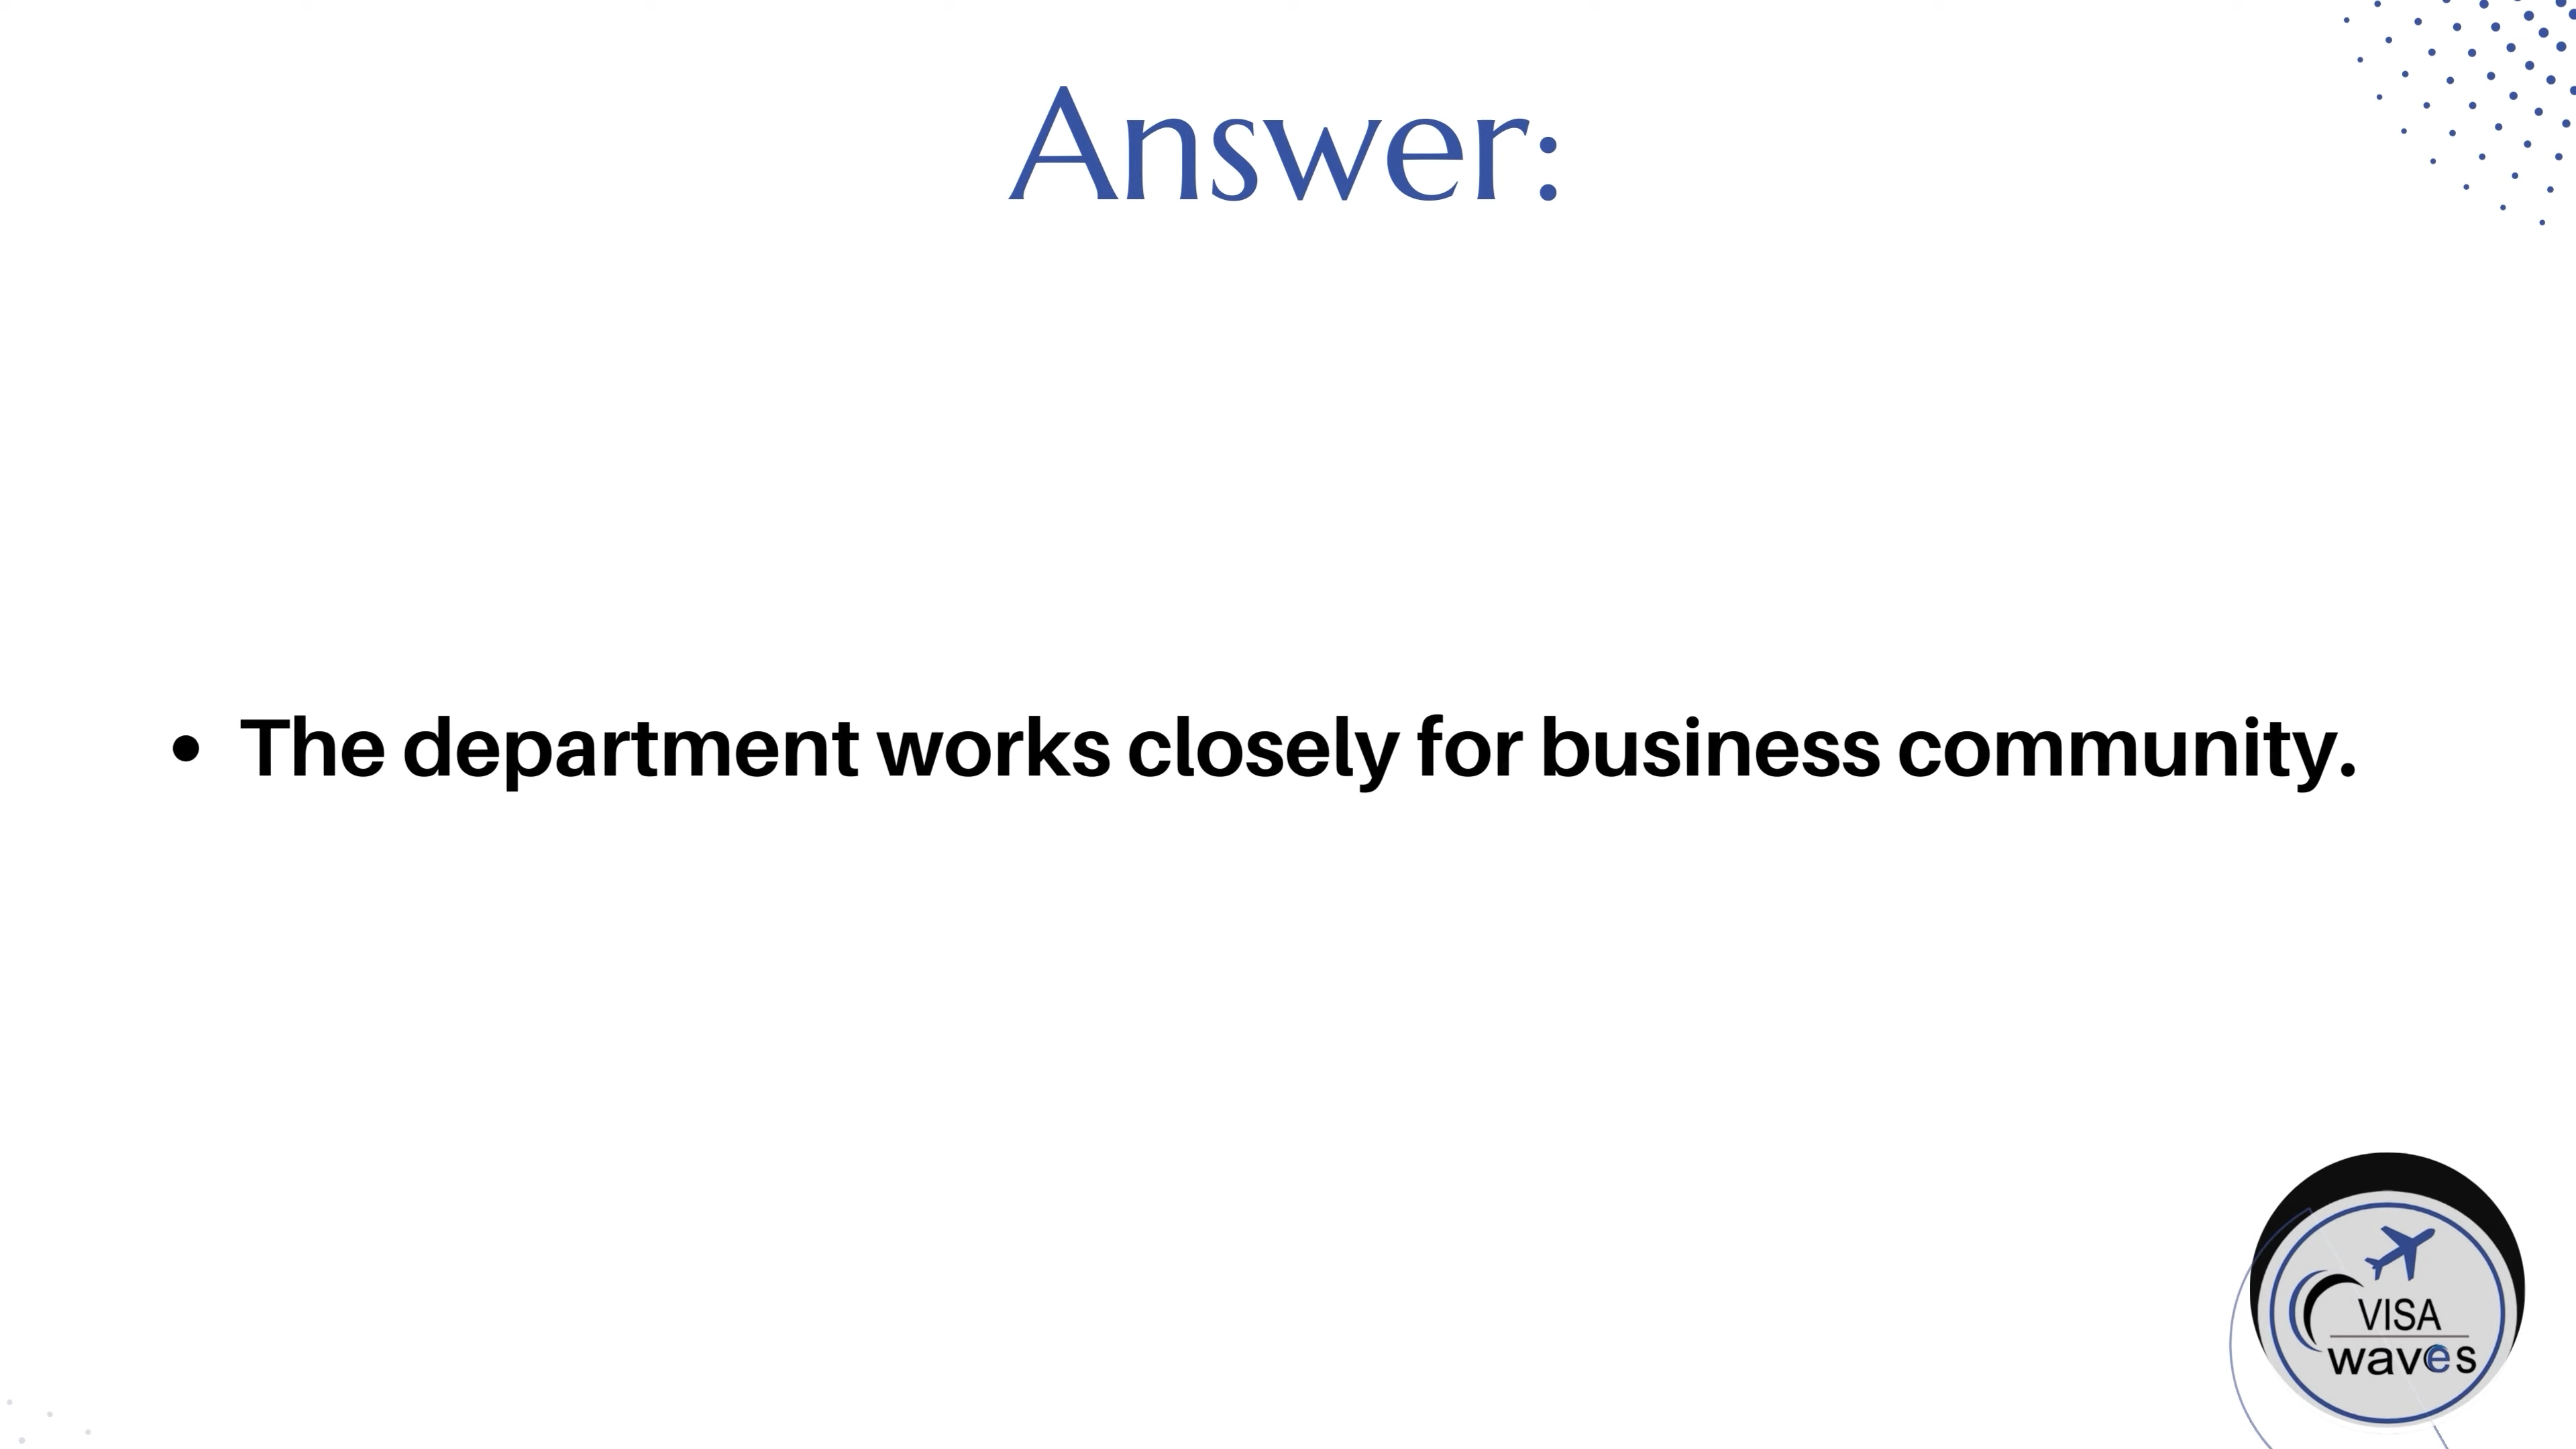 Answer:
• The department works closely for business community.
VISA
waves